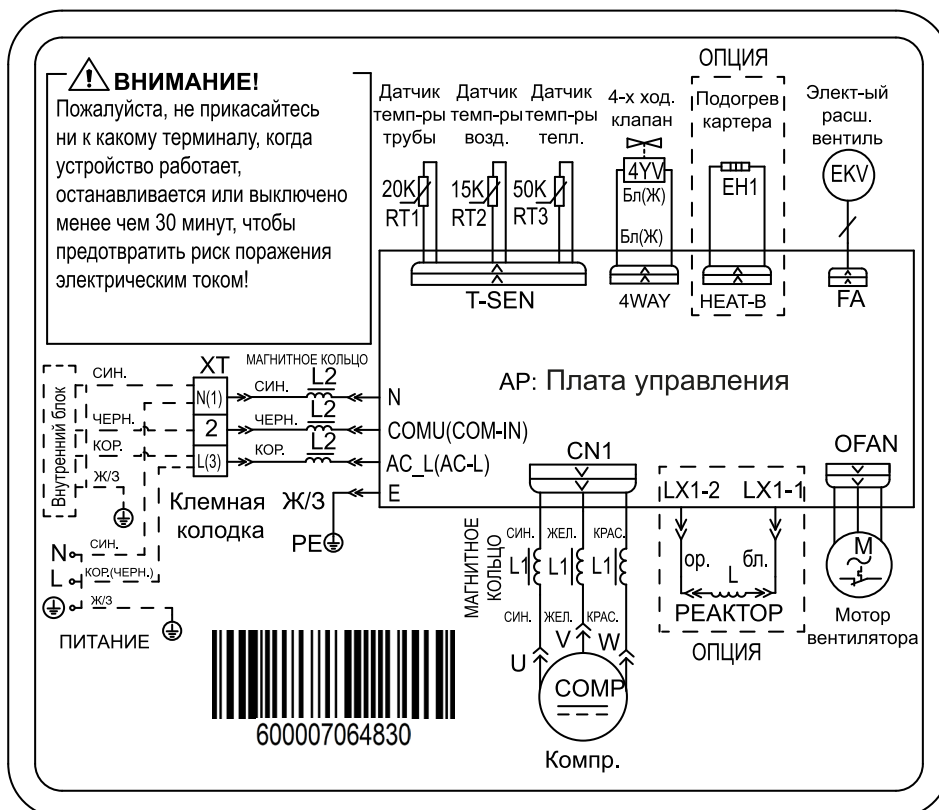 ВНИМАНИЕ!
Пожалуйста, не прикасайтесь
ни к какому терминалу, когда
устройство работает,
останавливается или выключено
менее чем 30 минут, чтобы
предотвратить риск поражения
электрическим током!
Датчик
темп-ры
трубы
Датчик
темп-ры
возд.
Датчик
темп-ры
тепл.
4-х ход.
клапан
ОПЦИЯ
Подогрев
картера
Элект-ый
расш.
вентиль
20K
RT1
15K
RT2
50K
RT3
4YV
Бл(Ж)
Бл(Ж)
EH1
EKV
T-SEN
4WAY
HEAT-B
FA
XT
МАГНИТНОЕ КОЛЬЦО
Внутренний блок
СИН.
N(1)
СИН.
L2
N
ЧЕРН.
2
ЧЕРН.
L2
COMU(COM-IN)
КОР.
L(3)
КОР.
L2
AC_L(AC-L)
Ж/З
Клемная
колодка
Ж/З
E
PE
АР: Плата управления
N
СИН.
L
КОР.(ЧЕРН.)
Ж/З
ПИТАНИЕ
CN1
LX1-2
LX1-1
OFAN
МАГНИТНОЕ
КОЛЬЦО
СИН.
ЖЕЛ.
КРАС.
L1
L1
L1
СИН.
ЖЕЛ.
КРАС.
U
V
W
COMP
Компр.
ор.
L
бл.
РЕАКТОР
ОПЦИЯ
M
Мотор
вентилятора
600007064830